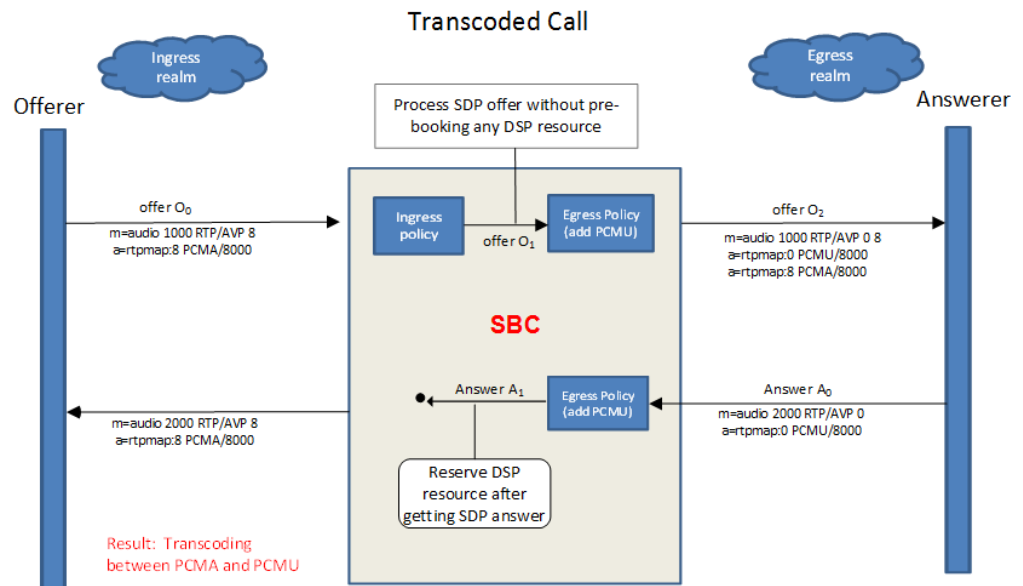 Transcoded Call
Ingress
realm
Egress
realm
Offerer
Answerer
Process SDP offer without pre-
booking any DSP resource
offer O₀
m=audio 1000 RTP/AVP 8
a=rtpmap:8 PCMA/8000
Ingress
policy
offer O₁
Egress Policy
(add PCMU)
offer O₂
m=audio 1000 RTP/AVP 0 8
a=rtpmap:0 PCMU/8000
a=rtpmap:8 PCMA/8000
SBC
m=audio 2000 RTP/AVP 8
a=rtpmap:8 PCMA/8000
Answer A₁
Egress Policy
(add PCMU)
Answer A₀
m=audio 2000 RTP/AVP 0
a=rtpmap:0 PCMU/8000
Reserve DSP
resource after
getting SDP answer
Result: Transcoding
between PCMA and PCMU